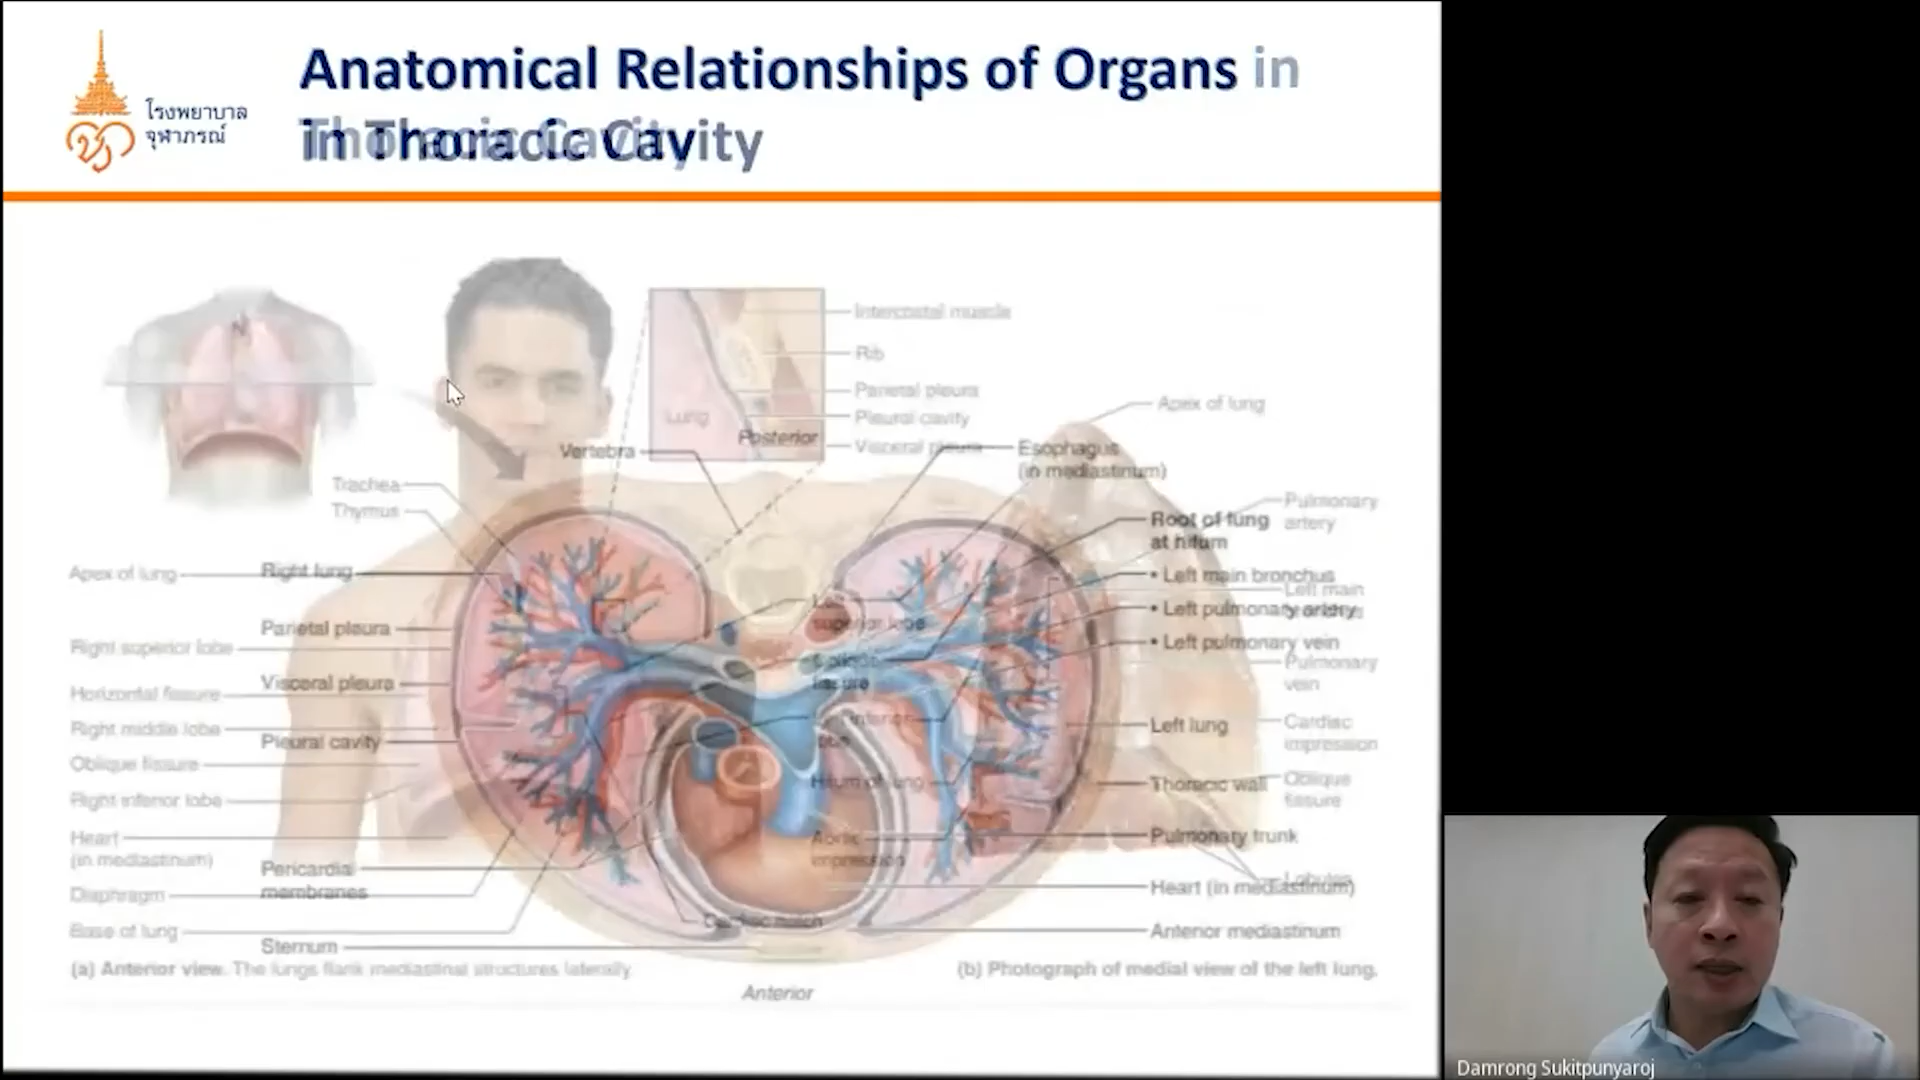 Anatomical Relationships of Organs in
in Thoracic Cavity
Thoracic Cavity
โรงพยาบาล
จุฬาภรณ์
Intercostal muscle
Rib
Parietal pleura
Pleural cavity
Visceral pleura
Lung
Posterior
Vertebra
Esophagus
(in mediastinum)
Apex of lung
Trachea
Thymus
Root of lung
at hilum
Pulmonary
artery
Apex of lung
Right lung
• Left main bronchus
Left main
• Left pulmonary artery
• Left pulmonary vein
Parietal pleura
Right superior lobe
superior lobe
Pulmonary
vein
Visceral pleura
Horizontal fissure
fissure
Right middle lobe
Pleural cavity
Oblique fissure
Right inferior lobe
Left lung
Cardiac
impression
Hilum of lung
Thoracic wall
Oblique
fissure
Heart
(in mediastinum)
Aortic
impression
Pulmonary trunk
Pericardial
membranes
Lobules
Heart (in mediastinum)
Diaphragm
Cardiac notch
Base of lung
Anterior mediastinum
Sternum
(a) Anterior view. The lungs flank mediastinal structures laterally.
(b) Photograph of medial view of the left lung.
Anterior
Damrong Sukitpunyaroj